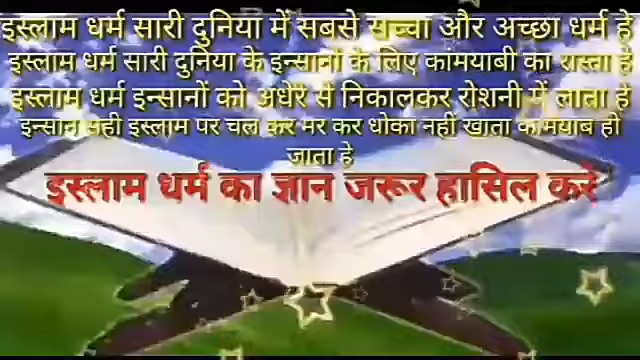 इस्लाम धर्म सारी दुनिया में सबसे सच्चा और अच्छा धर्म हे
इस्लाम धर्म सारी दुनिया के इन्सानो के लिए कामयाबी का रास्ता हे
इस्लाम धर्म इन्सानों को अंधेरे से निकालकर रोशनी में लाता हे
इन्सान सही इस्लाम पर चल कर मर कर धोका नहीं खाता कामयाब हो
जाता हे
इस्लाम धर्म का ज्ञान जरूर हासिल करे